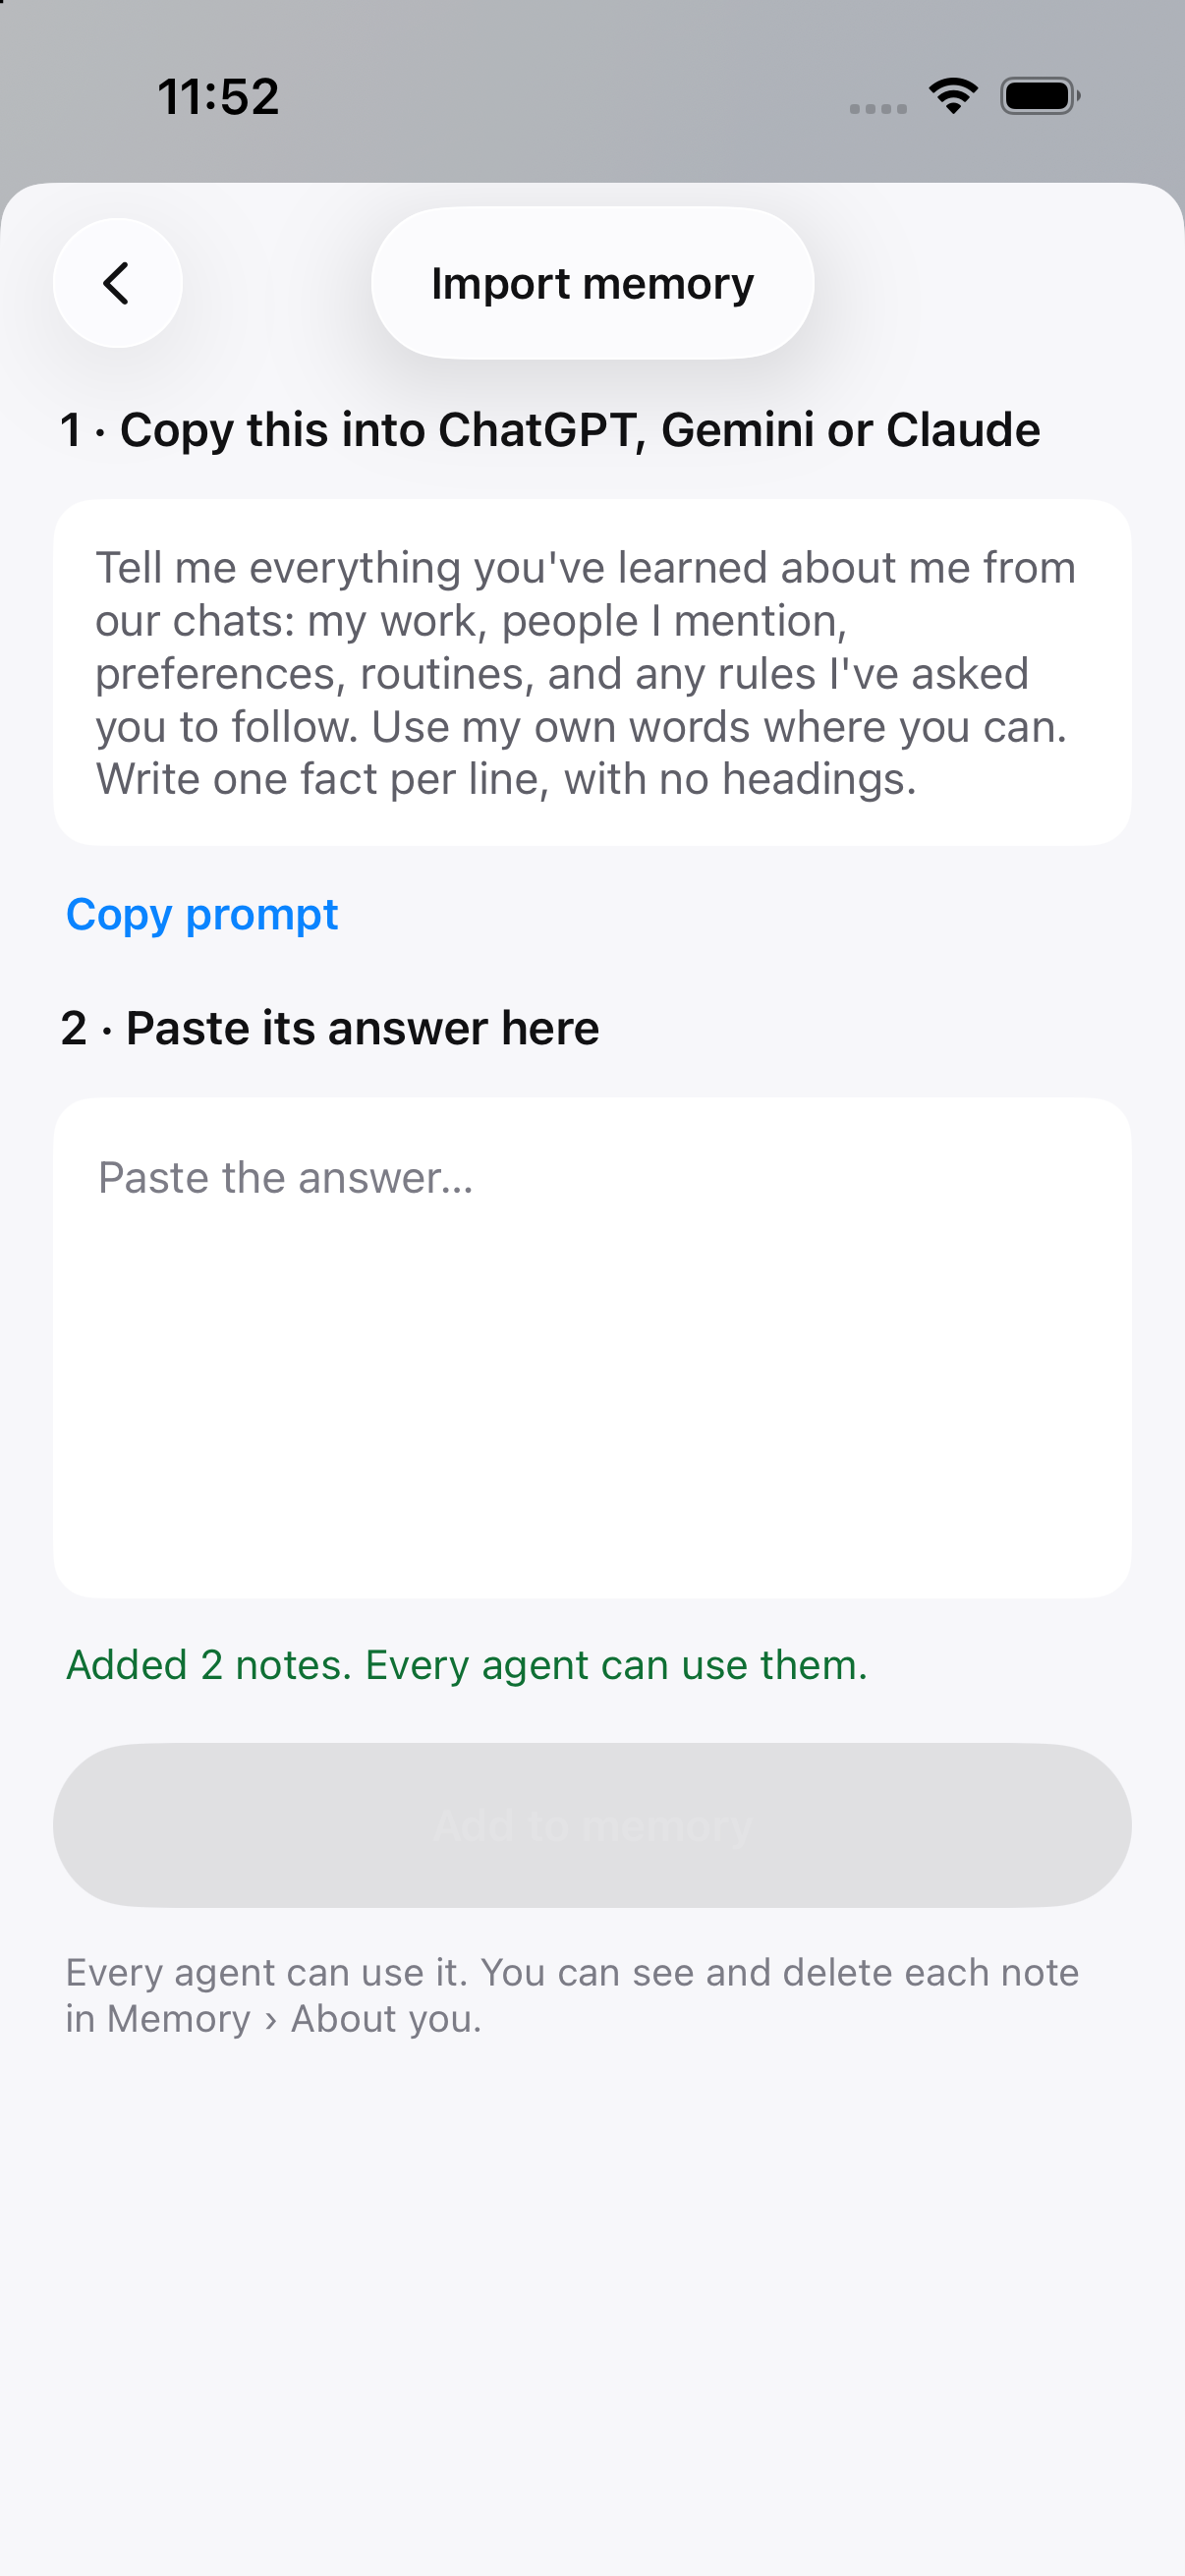 11:52
Import memory
1 · Copy this into ChatGPT, Gemini or Claude
Tell me everything you've learned about me from
our chats: my work, people I mention,
preferences, routines, and any rules I've asked
you to follow. Use my own words where you can.
Write one fact per line, with no headings.
Copy prompt
2 · Paste its answer here
Paste the answer...
Added 2 notes. Every agent can use them.
Add to memory
Every agent can use it. You can see and delete each note
in Memory › About you.